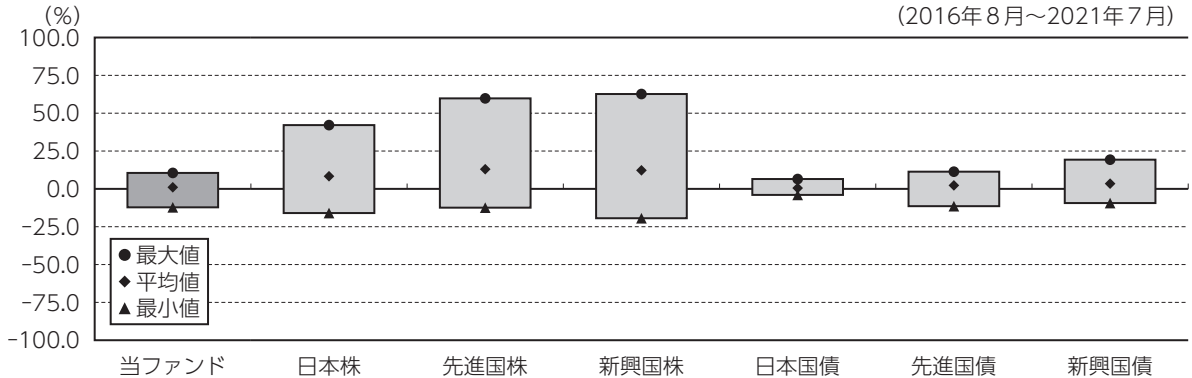 (%)
(2016年8月～2021年7月)
100.0
75.0
50.0
25.0
0.0
-25.0
-50.0
-75.0
-100.0
●最大値
◆平均値
▲最小値
当ファンド 日本株 先進国株 新興国株 日本国債 先進国債 新興国債